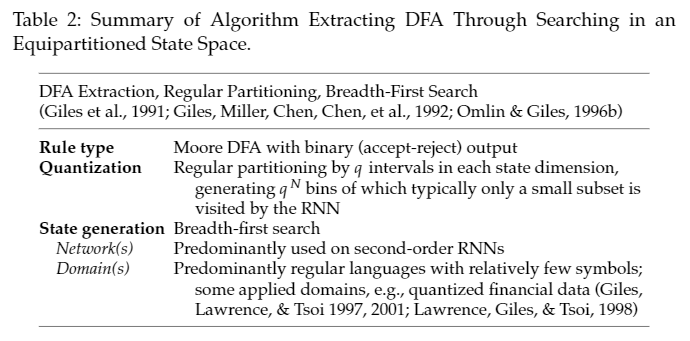 Table 2: Summary of Algorithm Extracting DFA Through Searching in an
Equipartitioned State Space.
DFA Extraction, Regular Partitioning, Breadth-First Search
(Giles et al., 1991; Giles, Miller, Chen, Chen, et al., 1992; Omlin & Giles, 1996b)
Rule type Moore DFA with binary (accept-reject) output
Quantization Regular partitioning by q intervals in each state dimension,
generating q^N bins of which typically only a small subset is
visited by the RNN
State generation Breadth-first search
Network(s) Predominantly used on second-order RNNs
Domain(s) Predominantly regular languages with relatively few symbols;
some applied domains, e.g., quantized financial data (Giles,
Lawrence, & Tsoi 1997, 2001; Lawrence, Giles, & Tsoi, 1998)